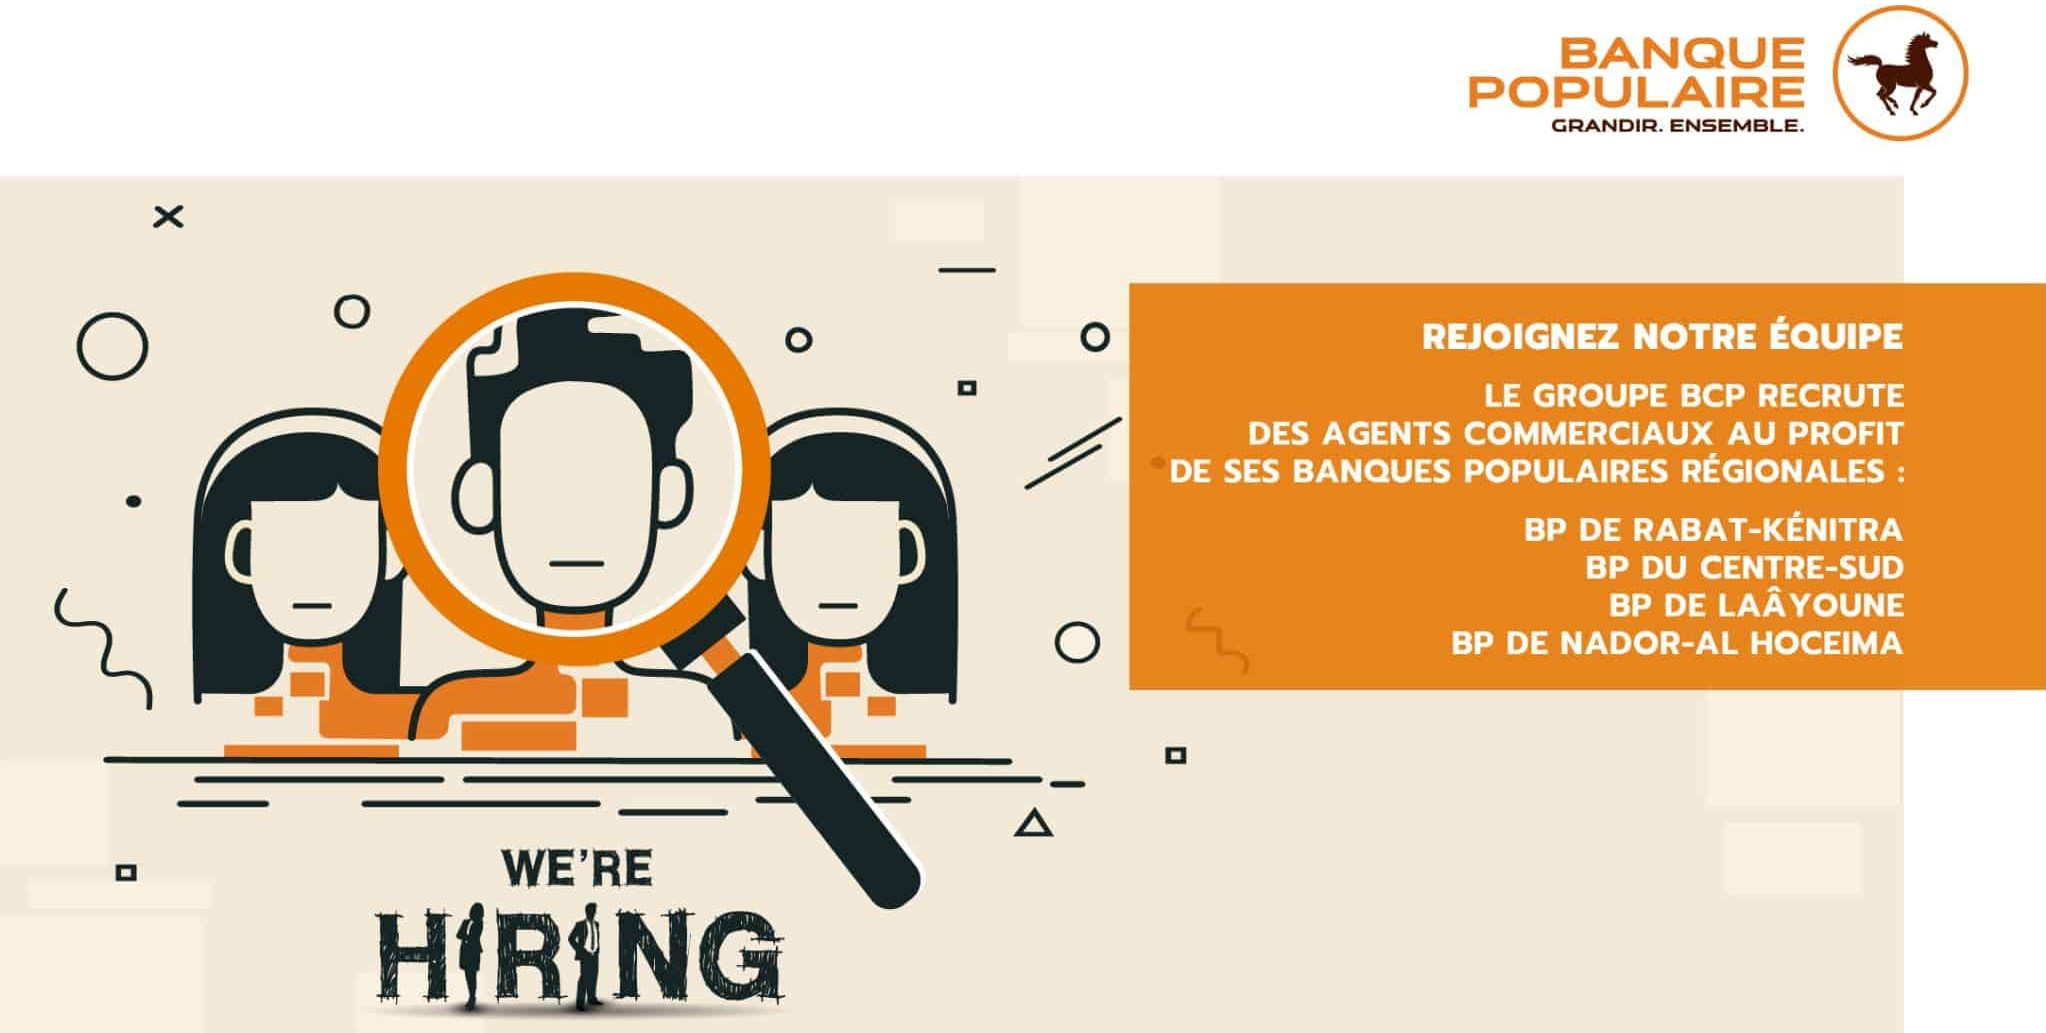 BANQUE
POPULAIRE
GRANDIR. ENSEMBLE.
REJOIGNEZ NOTRE ÉQUIPE
LE GROUPE BCP RECRUTE
DES AGENTS COMMERCIAUX AU PROFIT
DE SES BANQUES POPULAIRES RÉGIONALES :
BP DE RABAT-KÉNITRA
BP DU CENTRE-SUD
BP DE LAÂYOUNE
BP DE NADOR-AL HOCEIMA
WE'RE
HIRING